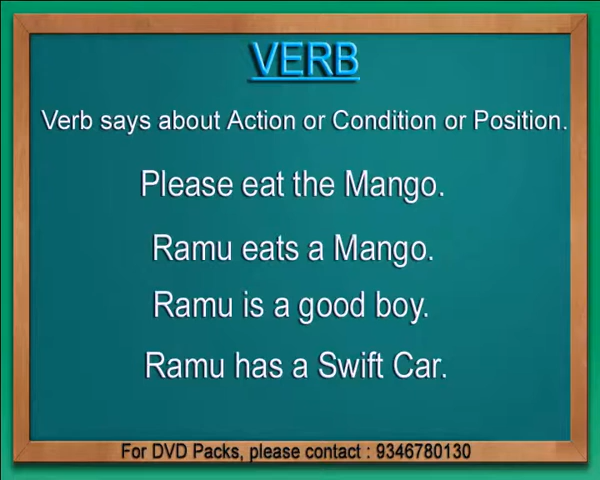 VERB
Verb says about Action or Condition or Position.
Please eat the Mango.
Ramu eats a Mango.
Ramu is a good boy.
Ramu has a Swift Car.
For DVD Packs, please contact : 9346780130